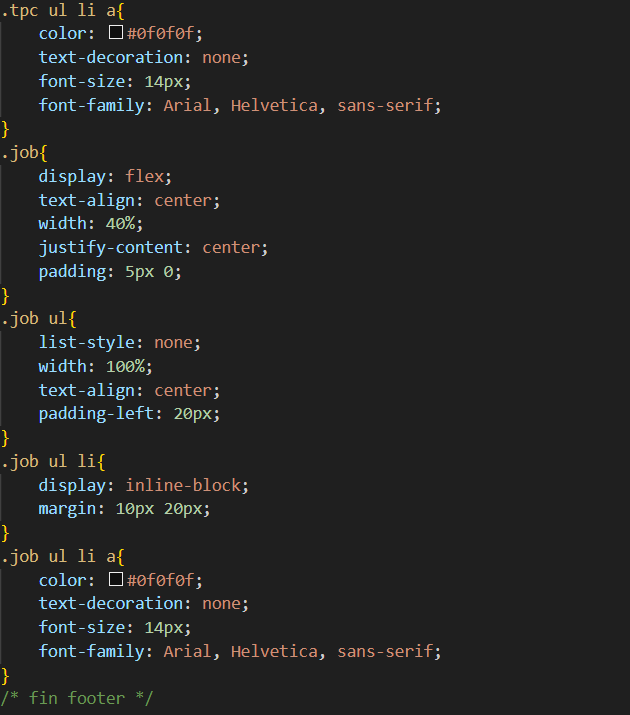 .tpc ul li a{
    color: #0f0f0f;
    text-decoration: none;
    font-size: 14px;
    font-family: Arial, Helvetica, sans-serif;
}
.job{
    display: flex;
    text-align: center;
    width: 40%;
    justify-content: center;
    padding: 5px 0;
}
.job ul{
    list-style: none;
    width: 100%;
    text-align: center;
    padding-left: 20px;
}
.job ul li{
    display: inline-block;
    margin: 10px 20px;
}
.job ul li a{
    color: #0f0f0f;
    text-decoration: none;
    font-size: 14px;
    font-family: Arial, Helvetica, sans-serif;
}
/* fin footer */